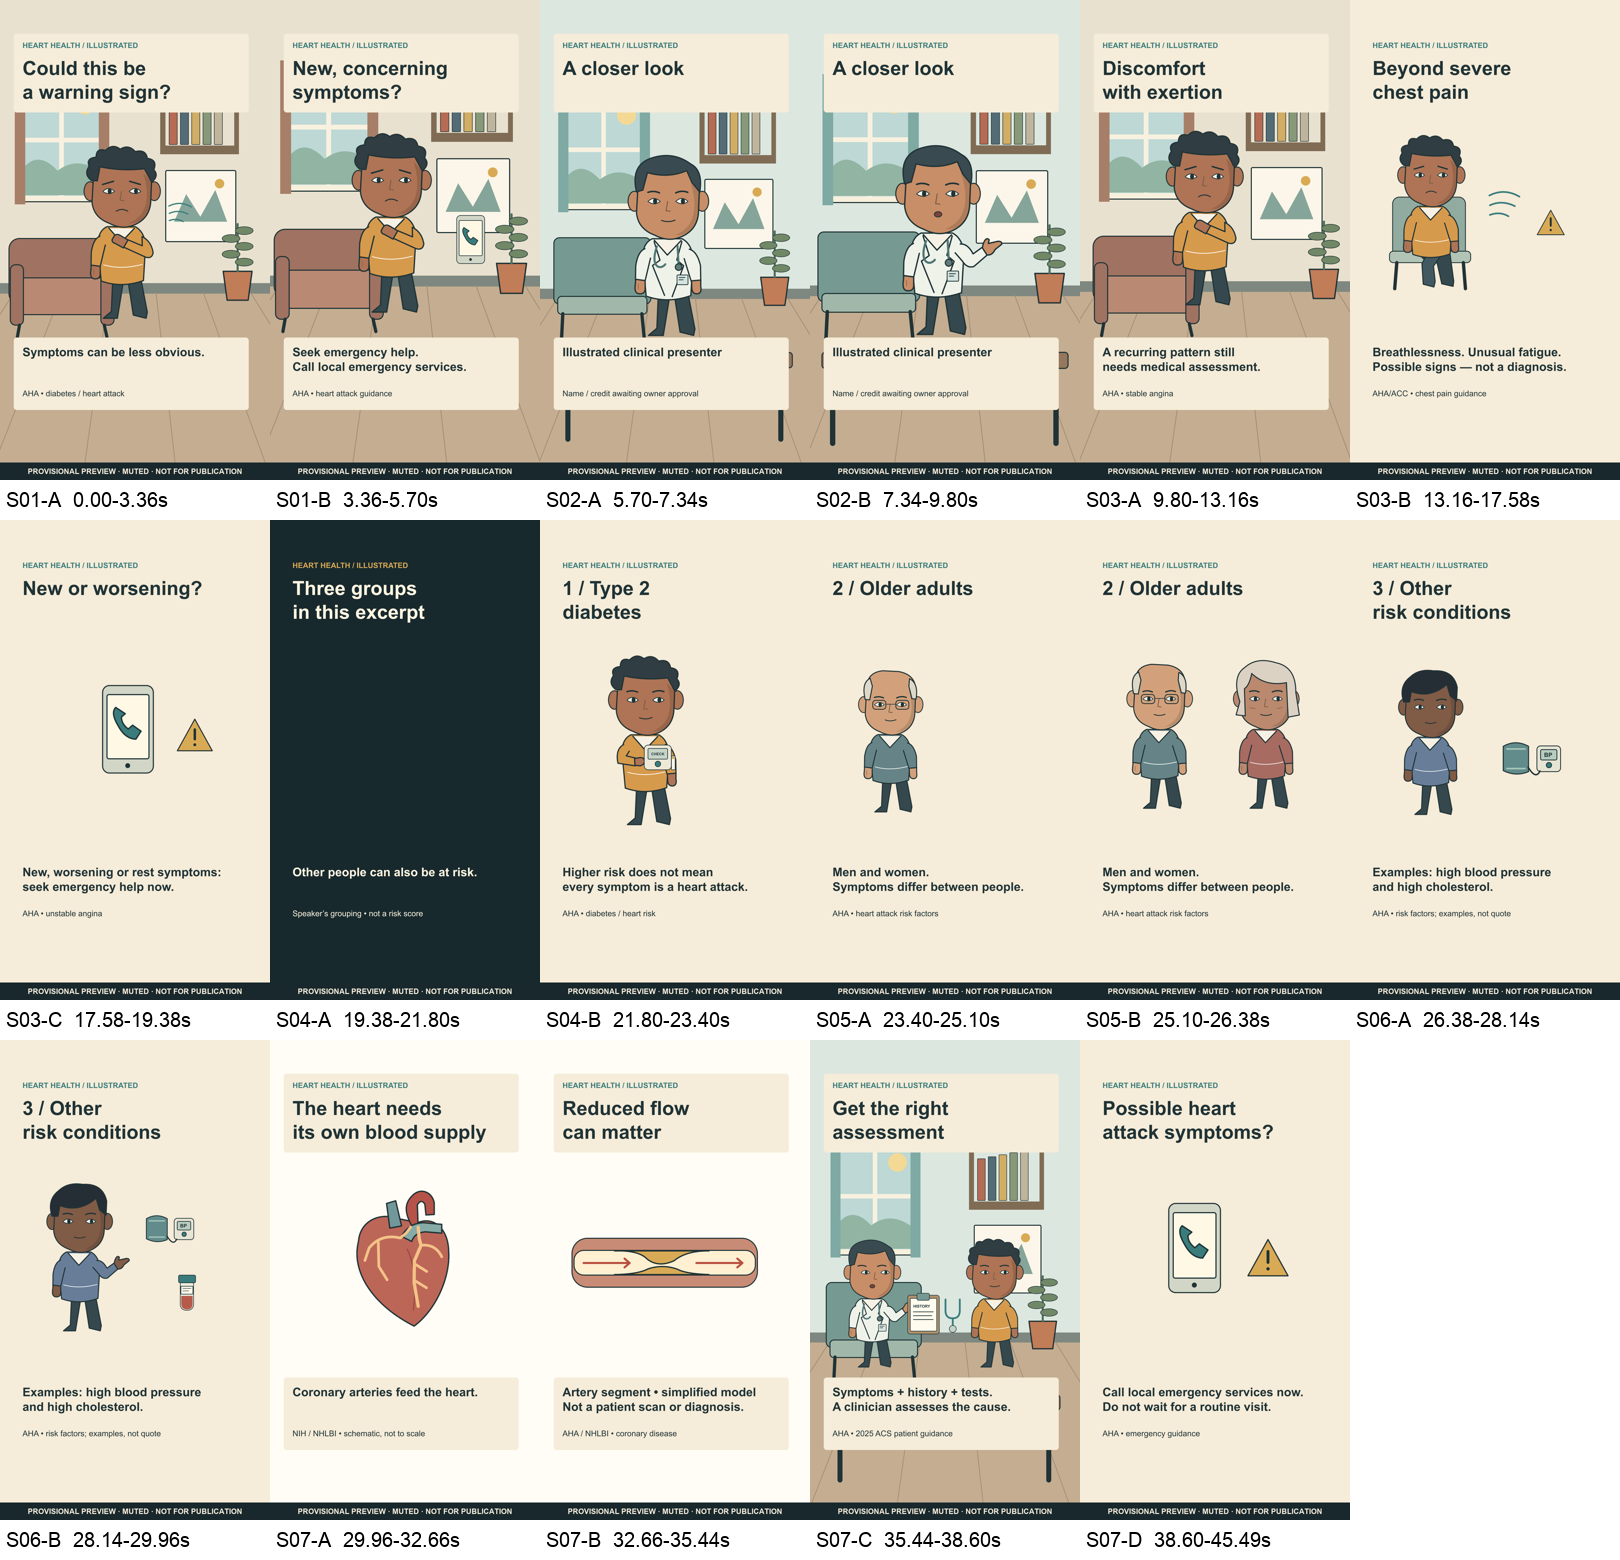 HEART HEALTH / ILLUSTRATED
Could this be
a warning sign?
Symptoms can be less obvious.
AHA • diabetes / heart attack
PROVISIONAL PREVIEW · MUTED · NOT FOR PUBLICATION
S01-A 0.00-3.36s
HEART HEALTH / ILLUSTRATED
New, concerning
symptoms?
Seek emergency help.
Call local emergency services.
AHA • heart attack guidance
PROVISIONAL PREVIEW · MUTED · NOT FOR PUBLICATION
S01-B 3.36-5.70s
HEART HEALTH / ILLUSTRATED
A closer look
Illustrated clinical presenter
Name / credit awaiting owner approval
PROVISIONAL PREVIEW · MUTED · NOT FOR PUBLICATION
S02-A 5.70-7.34s
HEART HEALTH / ILLUSTRATED
A closer look
Illustrated clinical presenter
Name / credit awaiting owner approval
PROVISIONAL PREVIEW · MUTED · NOT FOR PUBLICATION
S02-B 7.34-9.80s
HEART HEALTH / ILLUSTRATED
Discomfort
with exertion
A recurring pattern still
needs medical assessment.
AHA • stable angina
PROVISIONAL PREVIEW · MUTED · NOT FOR PUBLICATION
S03-A 9.80-13.16s
HEART HEALTH / ILLUSTRATED
Beyond severe
chest pain
Breathlessness. Unusual fatigue.
Possible signs — not a diagnosis.
AHA/ACC • chest pain guidance
PROVISIONAL PREVIEW · MUTED · NOT FOR PUBLICATION
S03-B 13.16-17.58s
HEART HEALTH / ILLUSTRATED
New or worsening?
New, worsening or rest symptoms:
seek emergency help now.
AHA • unstable angina
PROVISIONAL PREVIEW · MUTED · NOT FOR PUBLICATION
S03-C 17.58-19.38s
HEART HEALTH / ILLUSTRATED
Three groups
in this excerpt
Other people can also be at risk.
Speaker's grouping • not a risk score
PROVISIONAL PREVIEW · MUTED · NOT FOR PUBLICATION
S04-A 19.38-21.80s
HEART HEALTH / ILLUSTRATED
1 / Type 2
diabetes
CHECK
Higher risk does not mean
every symptom is a heart attack.
AHA • diabetes / heart risk
PROVISIONAL PREVIEW · MUTED · NOT FOR PUBLICATION
S04-B 21.80-23.40s
HEART HEALTH / ILLUSTRATED
2 / Older adults
Men and women.
Symptoms differ between people.
AHA • heart attack risk factors
PROVISIONAL PREVIEW · MUTED · NOT FOR PUBLICATION
S05-A 23.40-25.10s
HEART HEALTH / ILLUSTRATED
2 / Older adults
Men and women.
Symptoms differ between people.
AHA • heart attack risk factors
PROVISIONAL PREVIEW · MUTED · NOT FOR PUBLICATION
S05-B 25.10-26.38s
HEART HEALTH / ILLUSTRATED
3 / Other
risk conditions
BP
Examples: high blood pressure
and high cholesterol.
AHA • risk factors; examples, not quote
PROVISIONAL PREVIEW · MUTED · NOT FOR PUBLICATION
S06-A 26.38-28.14s
HEART HEALTH / ILLUSTRATED
3 / Other
risk conditions
BP
Examples: high blood pressure
and high cholesterol.
AHA • risk factors; examples, not quote
PROVISIONAL PREVIEW · MUTED · NOT FOR PUBLICATION
S06-B 28.14-29.96s
HEART HEALTH / ILLUSTRATED
The heart needs
its own blood supply
Coronary arteries feed the heart.
NIH / NHLBI • schematic, not to scale
PROVISIONAL PREVIEW · MUTED · NOT FOR PUBLICATION
S07-A 29.96-32.66s
HEART HEALTH / ILLUSTRATED
Reduced flow
can matter
Artery segment • simplified model
Not a patient scan or diagnosis.
AHA / NHLBI • coronary disease
PROVISIONAL PREVIEW · MUTED · NOT FOR PUBLICATION
S07-B 32.66-35.44s
HEART HEALTH / ILLUSTRATED
Get the right
assessment
HISTORY
Symptoms + history + tests.
A clinician assesses the cause.
AHA • 2025 ACS patient guidance
PROVISIONAL PREVIEW · MUTED · NOT FOR PUBLICATION
S07-C 35.44-38.60s
HEART HEALTH / ILLUSTRATED
Possible heart
attack symptoms?
Call local emergency services now.
Do not wait for a routine visit.
AHA • emergency guidance
PROVISIONAL PREVIEW · MUTED · NOT FOR PUBLICATION
S07-D 38.60-45.49s